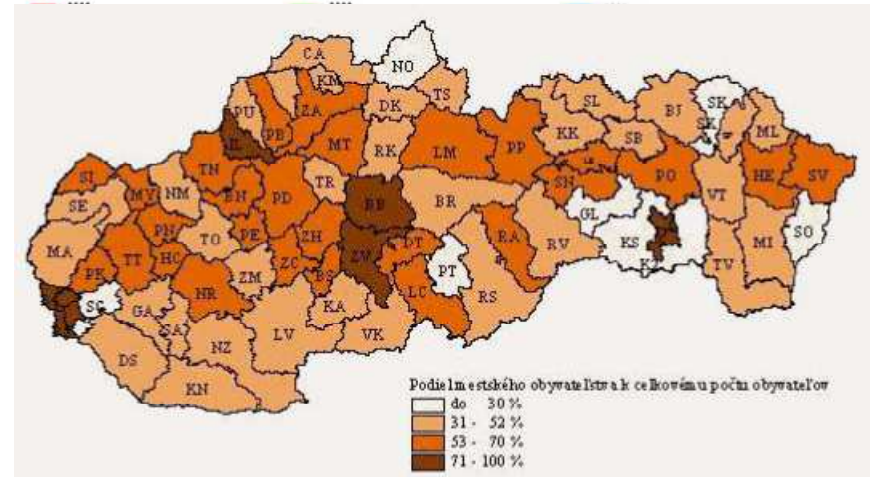 CA
NO
KM
PU
PB
ZA
DK
TS
SL
BJ
SK
SK
ML
IL
MT
RK
LM
PP
KK
SB
SI
MY
NM
TN
BN
PD
TR
BB
BR
SN
PO
VT
HE
SV
SE
PN
TO
PE
ZH
GL
MA
PK
TT
HC
ZM
ZC
BS
ZV
DT
PT
RA
RV
KS
MI
SO
SC
GA
NR
SA
KA
LC
RS
TV
DS
NZ
LV
VK
KN
Podiel mestského obyvateľstva k celkovému počtu obyvateľov
do 30 %
31 - 52 %
53 - 70 %
71 - 100 %